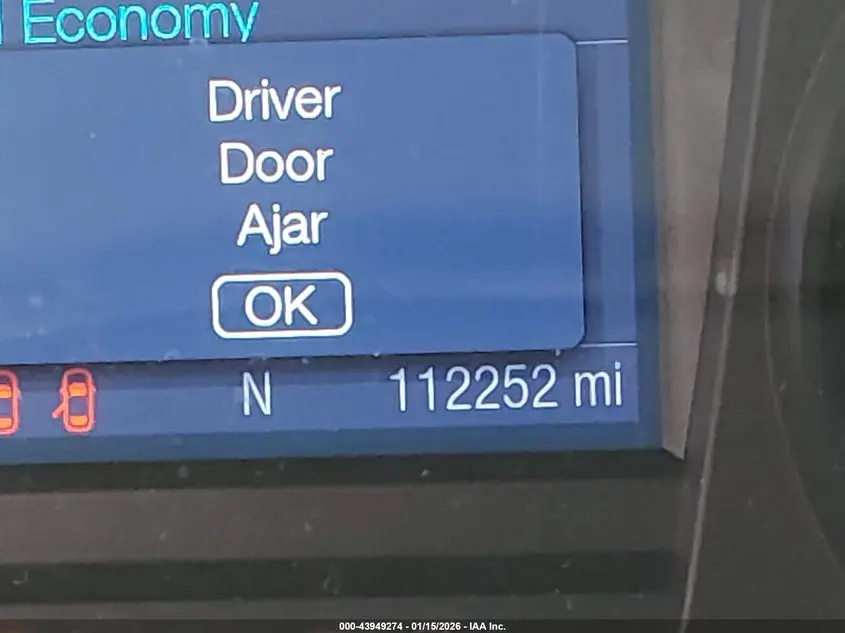 Economy
Driver
Door
Ajar
OK
N 112252 mi
000-43949274 - 01/15/2026 - IAA Inc.